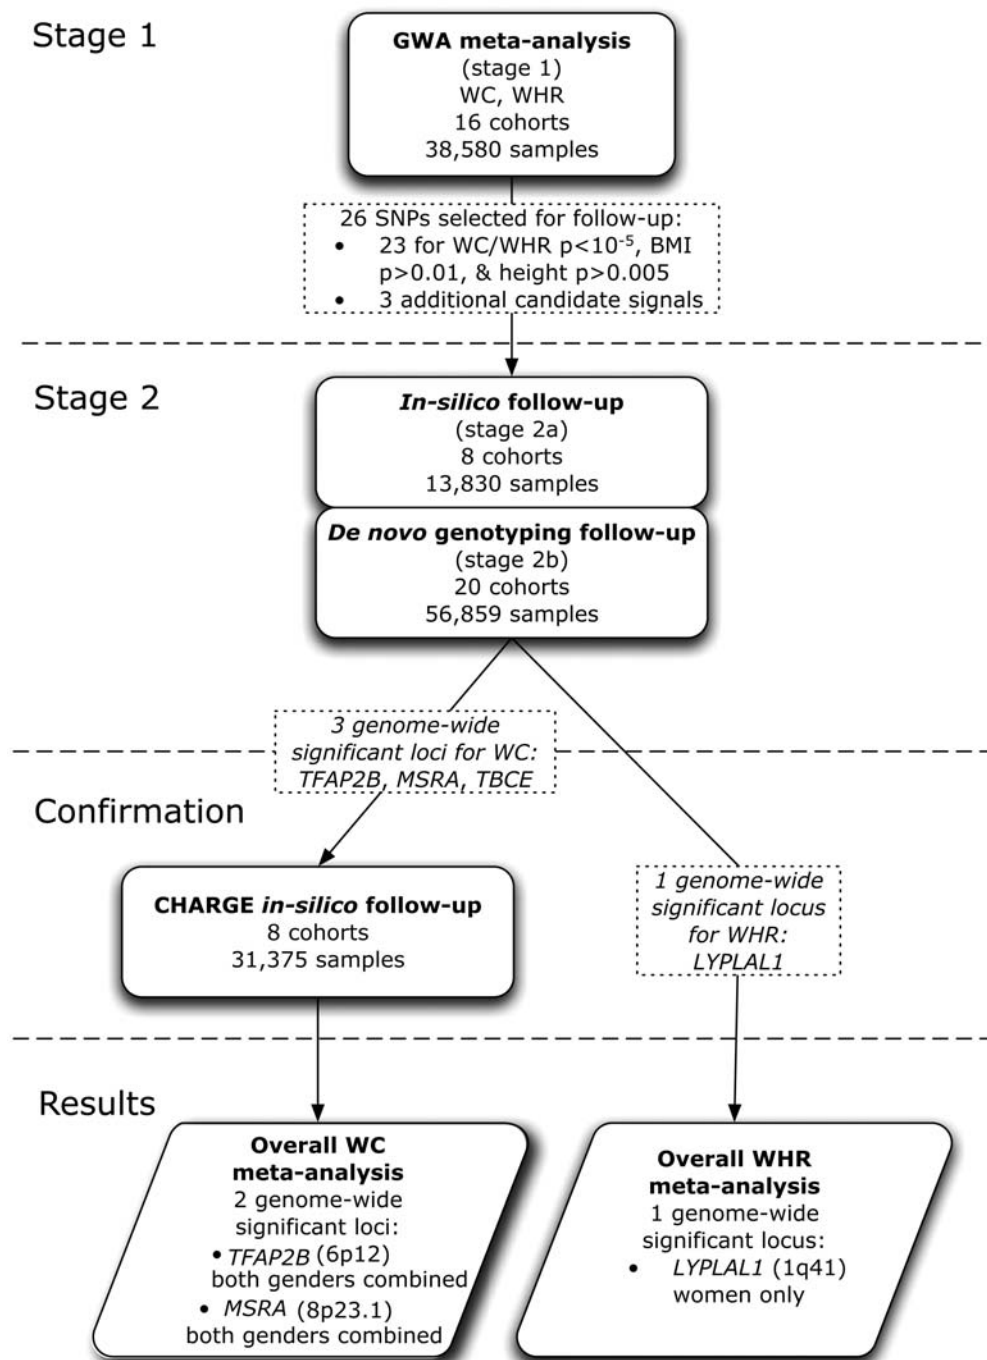 Stage 1
GWA meta-analysis
(stage 1)
WC, WHR
16 cohorts
38,580 samples
26 SNPs selected for follow-up:
• 23 for WC/WHR p<10⁻⁵, BMI
p>0.01, & height p>0.005
• 3 additional candidate signals
Stage 2
In-silico follow-up
(stage 2a)
8 cohorts
13,830 samples
De novo genotyping follow-up
(stage 2b)
20 cohorts
56,859 samples
3 genome-wide
significant loci for WC:
TFAP2B, MSRA, TBCE
Confirmation
CHARGE in-silico follow-up
8 cohorts
31,375 samples
1 genome-wide
significant locus
for WHR:
LYPLAL1
Results
Overall WC
meta-analysis
2 genome-wide
significant loci:
• TFAP2B (6p12)
both genders combined
• MSRA (8p23.1)
both genders combined
Overall WHR
meta-analysis
1 genome-wide
significant locus:
• LYPLAL1 (1q41)
women only